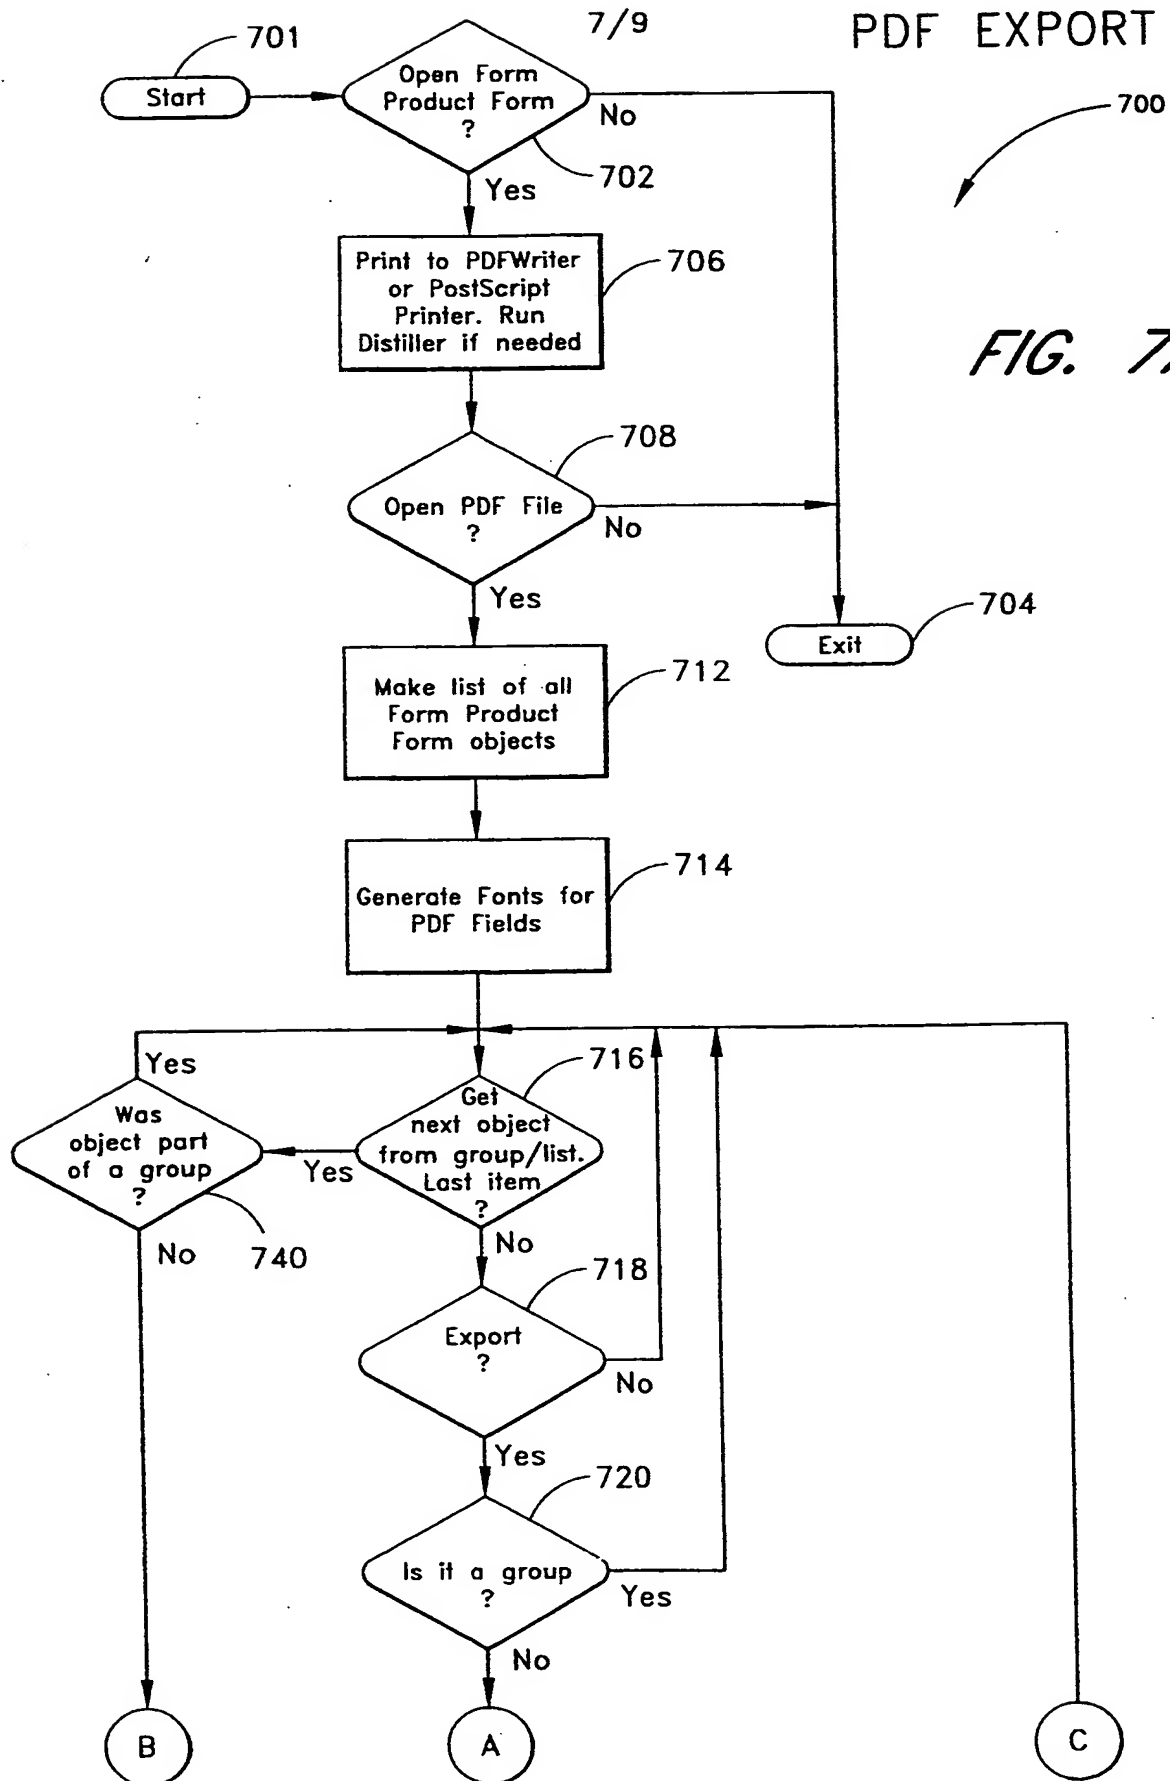 7/9
PDF EXPORT
701
Start
Open Form
Product Form
?
No
702
Yes
700
Print to PDFWriter
or PostScript
Printer. Run
Distiller if needed
706
FIG. 7
708
Open PDF File
?
No
Yes
704
Exit
Make list of all
Form Product
Form objects
712
Generate Fonts for
PDF Fields
714
Yes
716
Was
object part
of a group
?
Get
next object
from group/list.
Last item
?
Yes
No
740
No
718
Export
?
No
Yes
720
Is it a group
?
Yes
No
B
A
C